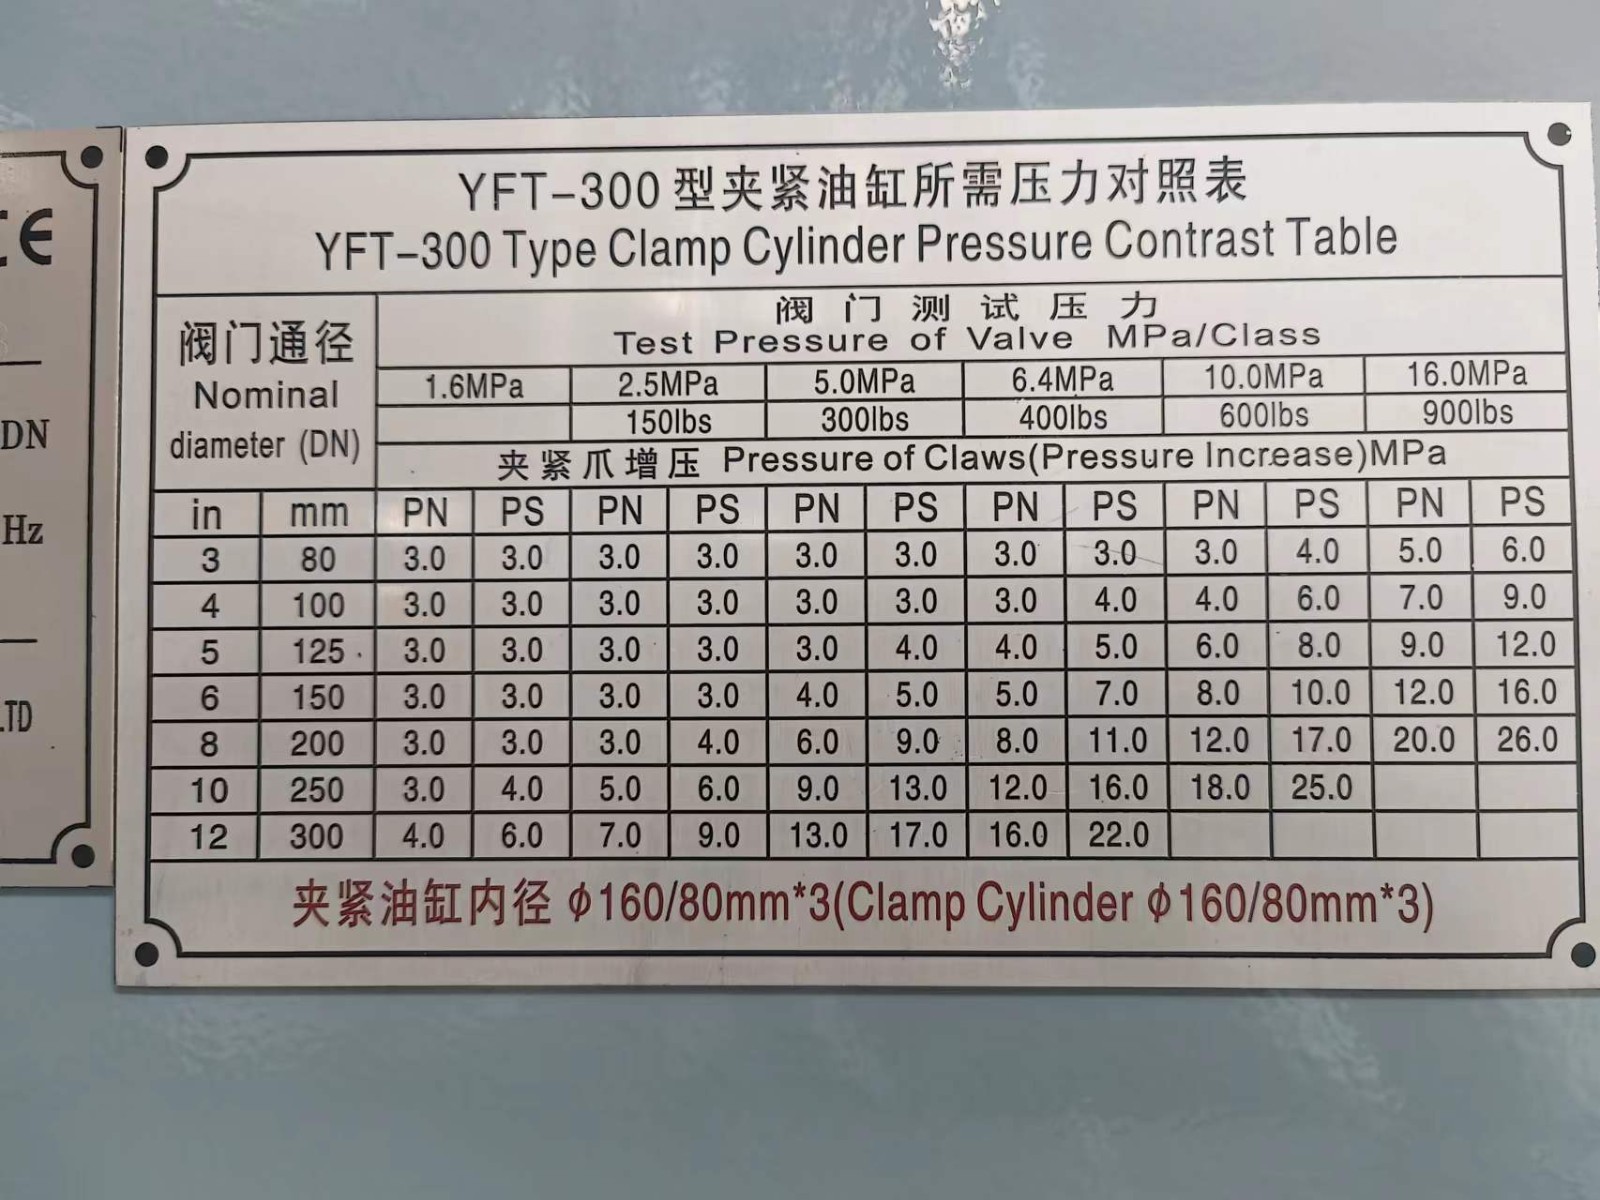 CE
DN
Hz
LTD
YFT-300型夹紧油缸所需压力对照表
YFT-300 Type Clamp Cylinder Pressure Contrast Table
阀门通径
Nominal
diameter (DN)
阀门测试压力
Test Pressure of Valve MPa/Class
1.6MPa 2.5MPa 5.0MPa 6.4MPa 10.0MPa 16.0MPa
150lbs 300lbs 400lbs 600lbs 900lbs
夹紧爪增压 Pressure of Claws(Pressure Increase)MPa
in mm PN PS PN PS PN PS PN PS PN PS PN PS
3 80 3.0 3.0 3.0 3.0 3.0 3.0 3.0 3.0 3.0 4.0 5.0 6.0
4 100 3.0 3.0 3.0 3.0 3.0 3.0 3.0 4.0 4.0 6.0 7.0 9.0
5 125 3.0 3.0 3.0 3.0 3.0 4.0 4.0 5.0 6.0 8.0 9.0 12.0
6 150 3.0 3.0 3.0 3.0 4.0 5.0 5.0 7.0 8.0 10.0 12.0 16.0
8 200 3.0 3.0 3.0 4.0 6.0 9.0 8.0 11.0 12.0 17.0 20.0 26.0
10 250 3.0 4.0 5.0 6.0 9.0 13.0 12.0 16.0 18.0 25.0
12 300 4.0 6.0 7.0 9.0 13.0 17.0 16.0 22.0
夹紧油缸内径 φ160/80mm*3(Clamp Cylinder φ160/80mm*3)